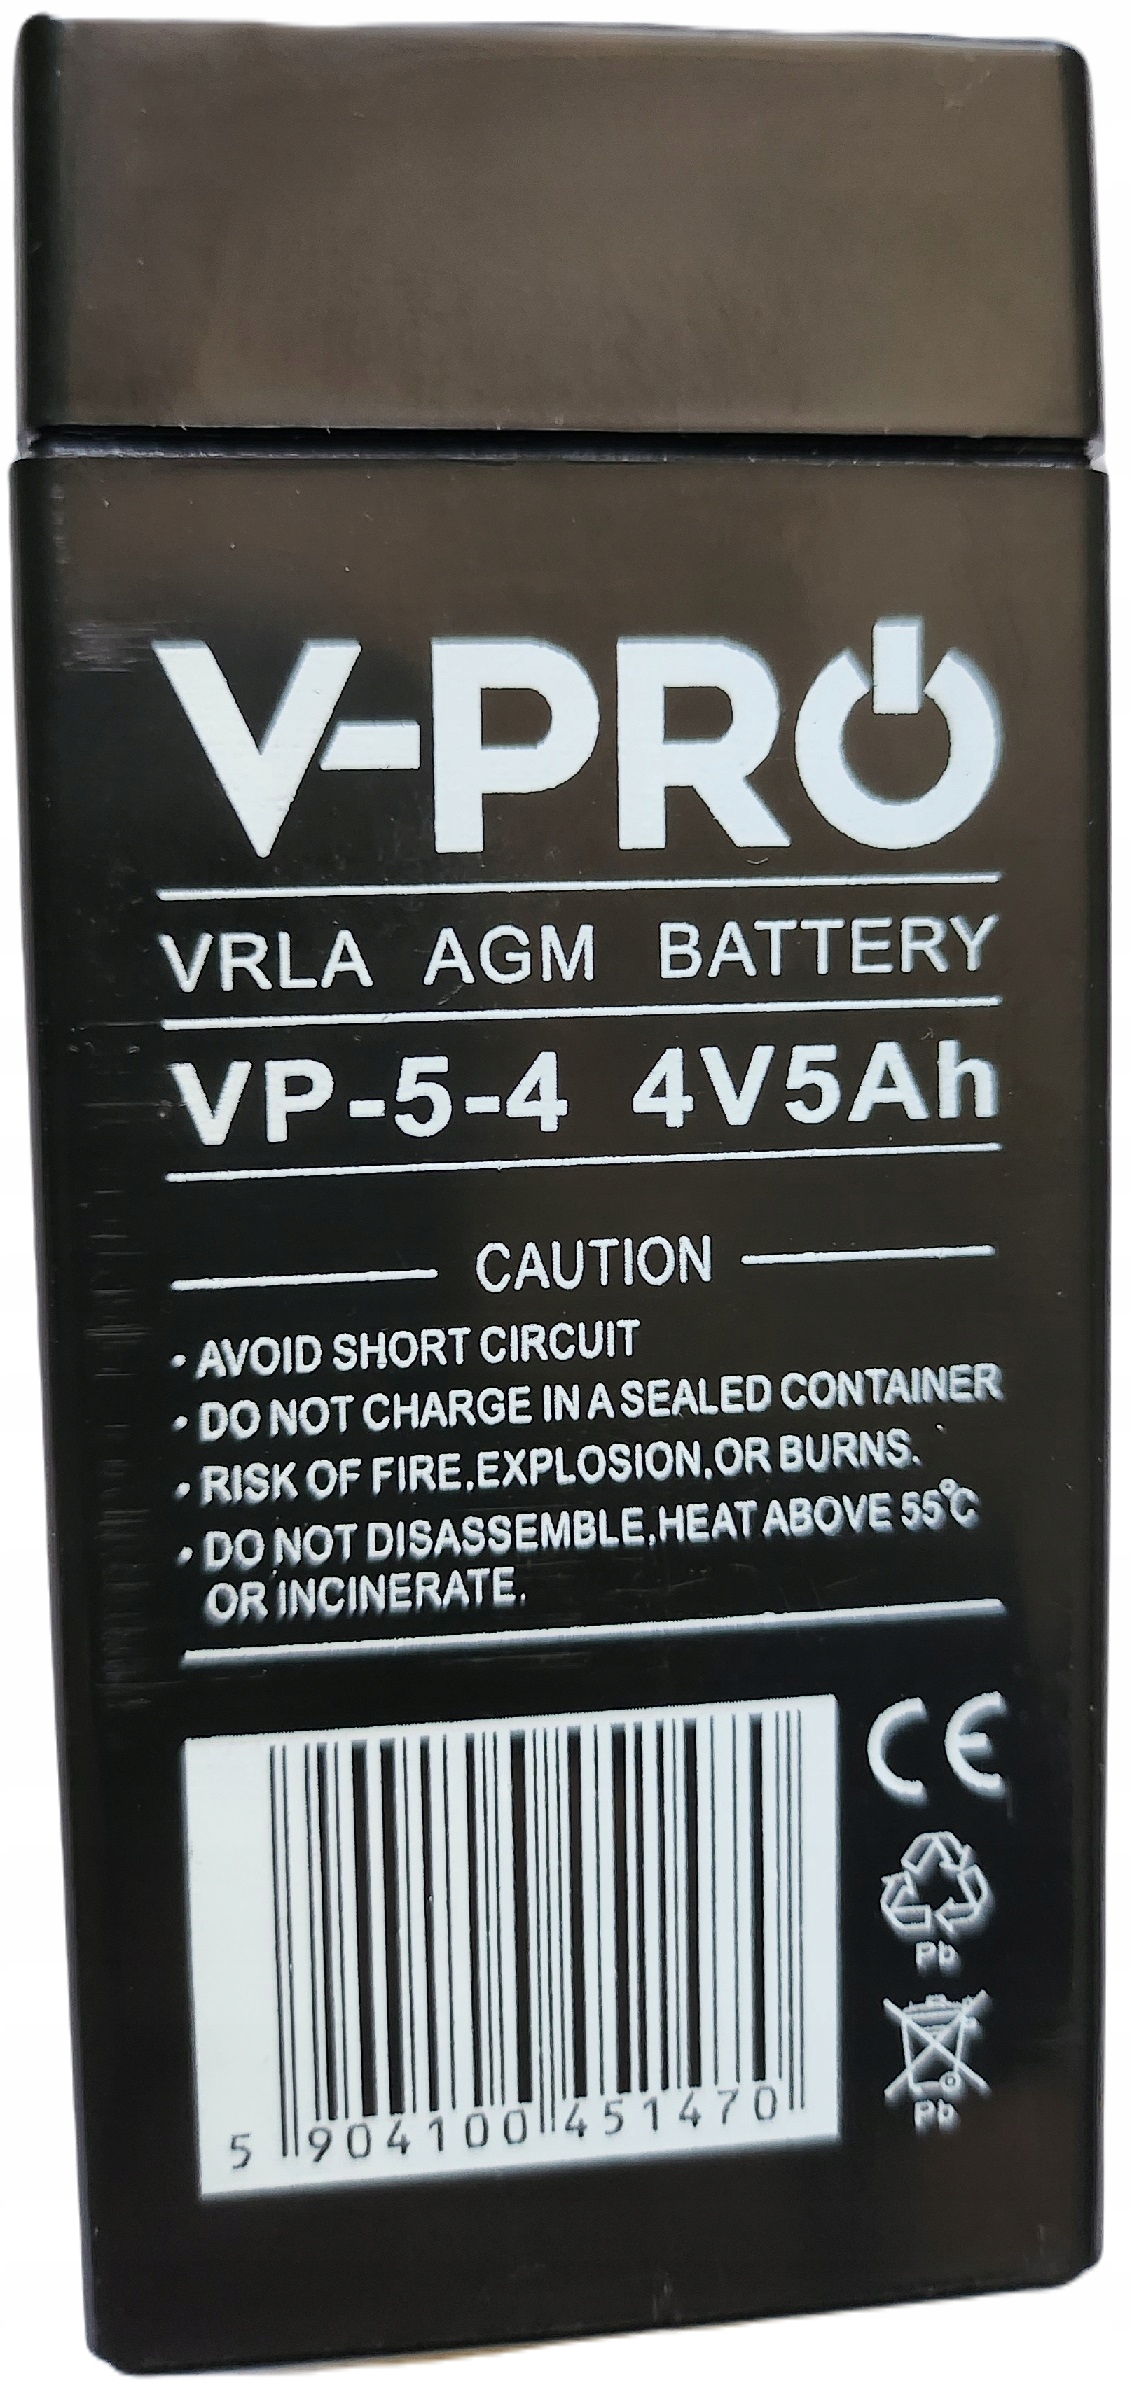 V-PRO
VRLA AGM BATTERY
VP-5-4 4V5Ah
CAUTION
• AVOID SHORT CIRCUIT
• DO NOT CHARGE IN A SEALED CONTAINER
• RISK OF FIRE,EXPLOSION,OR BURNS.
• DO NOT DISASSEMBLE,HEAT ABOVE 55°C
OR INCINERATE.
CE
Pb
Pb
5 904100 451470